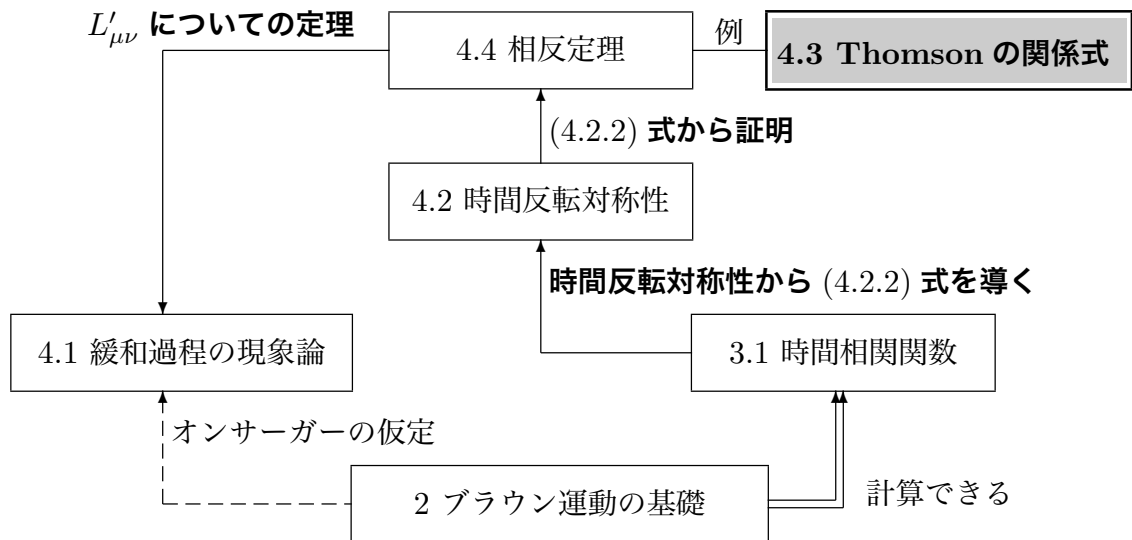 $L'_{\mu\nu}$ についての定理
4.4 相反定理
例
4.3 Thomson の関係式
(4.2.2) 式から証明
4.2 時間反転対称性
時間反転対称性から (4.2.2) 式を導く
4.1 緩和過程の現象論
3.1 時間相関関数
オンサーガーの仮定
2 ブラウン運動の基礎
計算できる